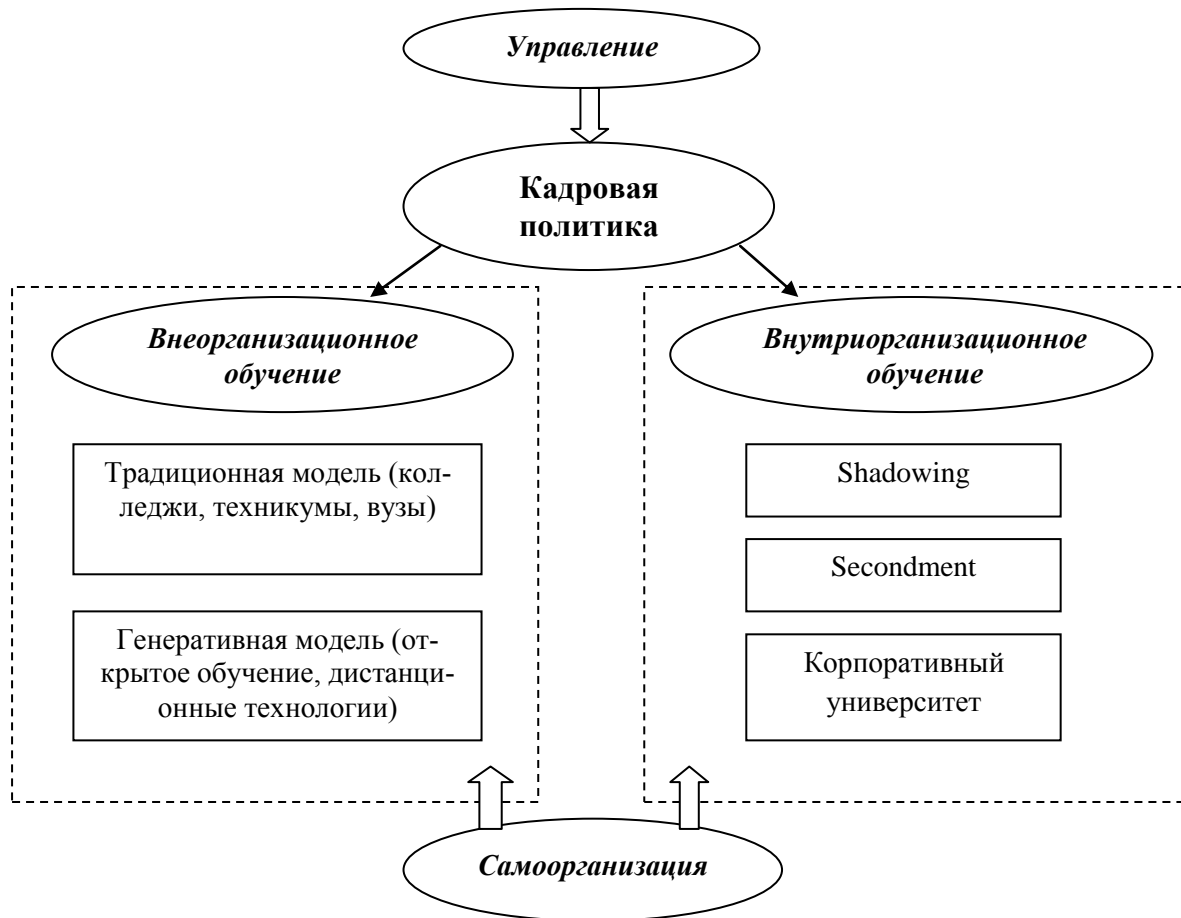 Управление
Кадровая
политика
Внеорганизационное
обучение
Традиционная модель (кол-
леджи, техникумы, вузы)
Генеративная модель (от-
крытое обучение, дистанци-
онные технологии)
Внутриорганизационное
обучение
Shadowing
Secondment
Корпоративный
университет
Самоорганизация